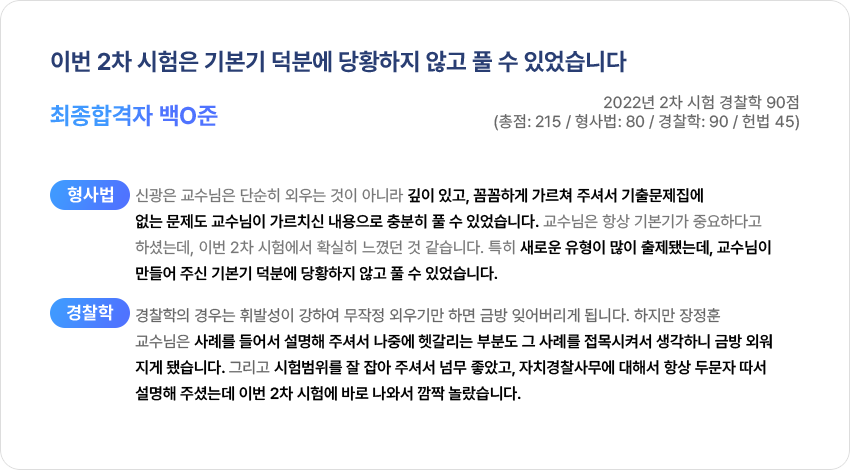 이번 2차 시험은 기본기 덕분에 당황하지 않고 풀 수 있었습니다
최종합격자 백O준
2022년 2차 시험 경찰학 90점
(총점: 215 / 형사법: 80 / 경찰학: 90 / 헌법 45)
형사법
신광은 교수님은 단순히 외우는 것이 아니라 깊이 있고, 꼼꼼하게 가르쳐 주셔서 기출문제집에
없는 문제도 교수님이 가르치신 내용으로 충분히 풀 수 있었습니다. 교수님은 항상 기본기가 중요하다고
하셨는데, 이번 2차 시험에서 확실히 느꼈던 것 같습니다. 특히 새로운 유형이 많이 출제됐는데, 교수님이
만들어 주신 기본기 덕분에 당황하지 않고 풀 수 있었습니다.
경찰학
경찰학의 경우는 휘발성이 강하여 무작정 외우기만 하면 금방 잊어버리게 됩니다. 하지만 장정훈
교수님은 사례를 들어서 설명해 주셔서 나중에 헷갈리는 부분도 그 사례를 접목시켜서 생각하니 금방 외워
지게 됐습니다. 그리고 시험범위를 잘 잡아 주셔서 넘무 좋았고, 자치경찰사무에 대해서 항상 두문자 따서
설명해 주셨는데 이번 2차 시험에 바로 나와서 깜짝 놀랐습니다.